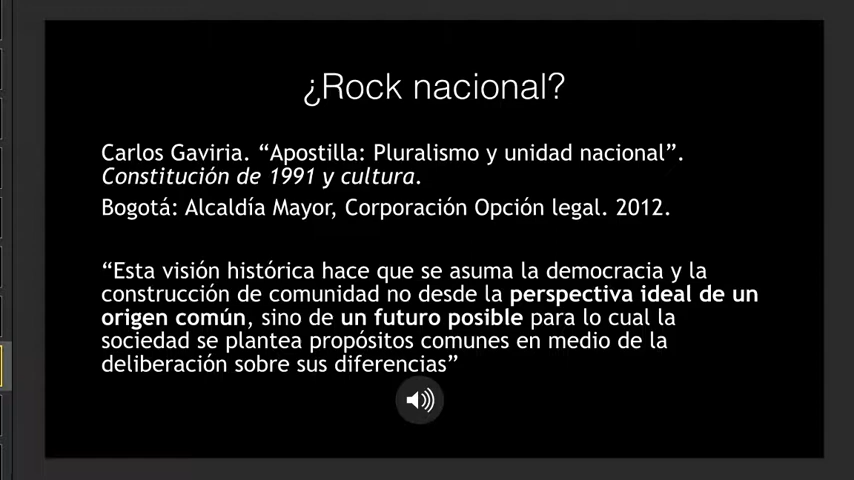 ¿Rock nacional?
Carlos Gaviria. “Apostilla: Pluralismo y unidad nacional”.
Constitución de 1991 y cultura.
Bogotá: Alcaldía Mayor, Corporación Opción legal. 2012.
“Esta visión histórica hace que se asuma la democracia y la
construcción de comunidad no desde la perspectiva ideal de un
origen común, sino de un futuro posible para lo cual la
sociedad se plantea propósitos comunes en medio de la
deliberación sobre sus diferencias”